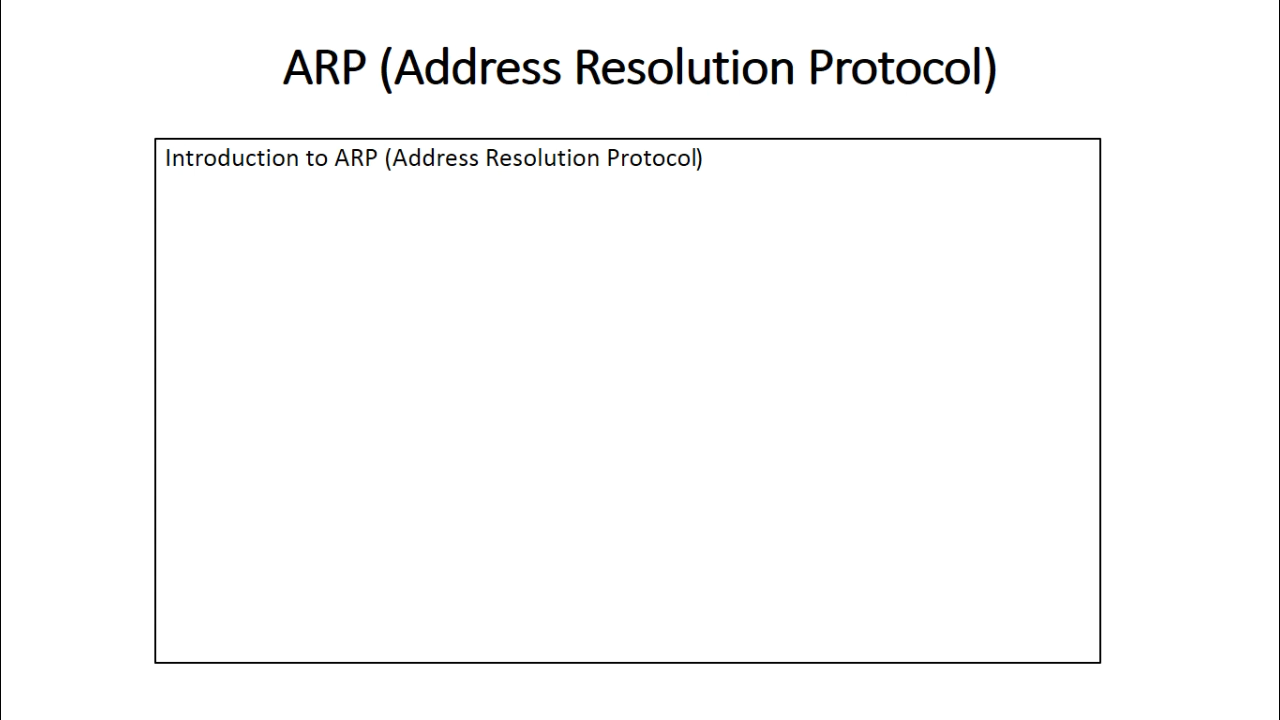 ARP (Address Resolution Protocol)
Introduction to ARP (Address Resolution Protocol)